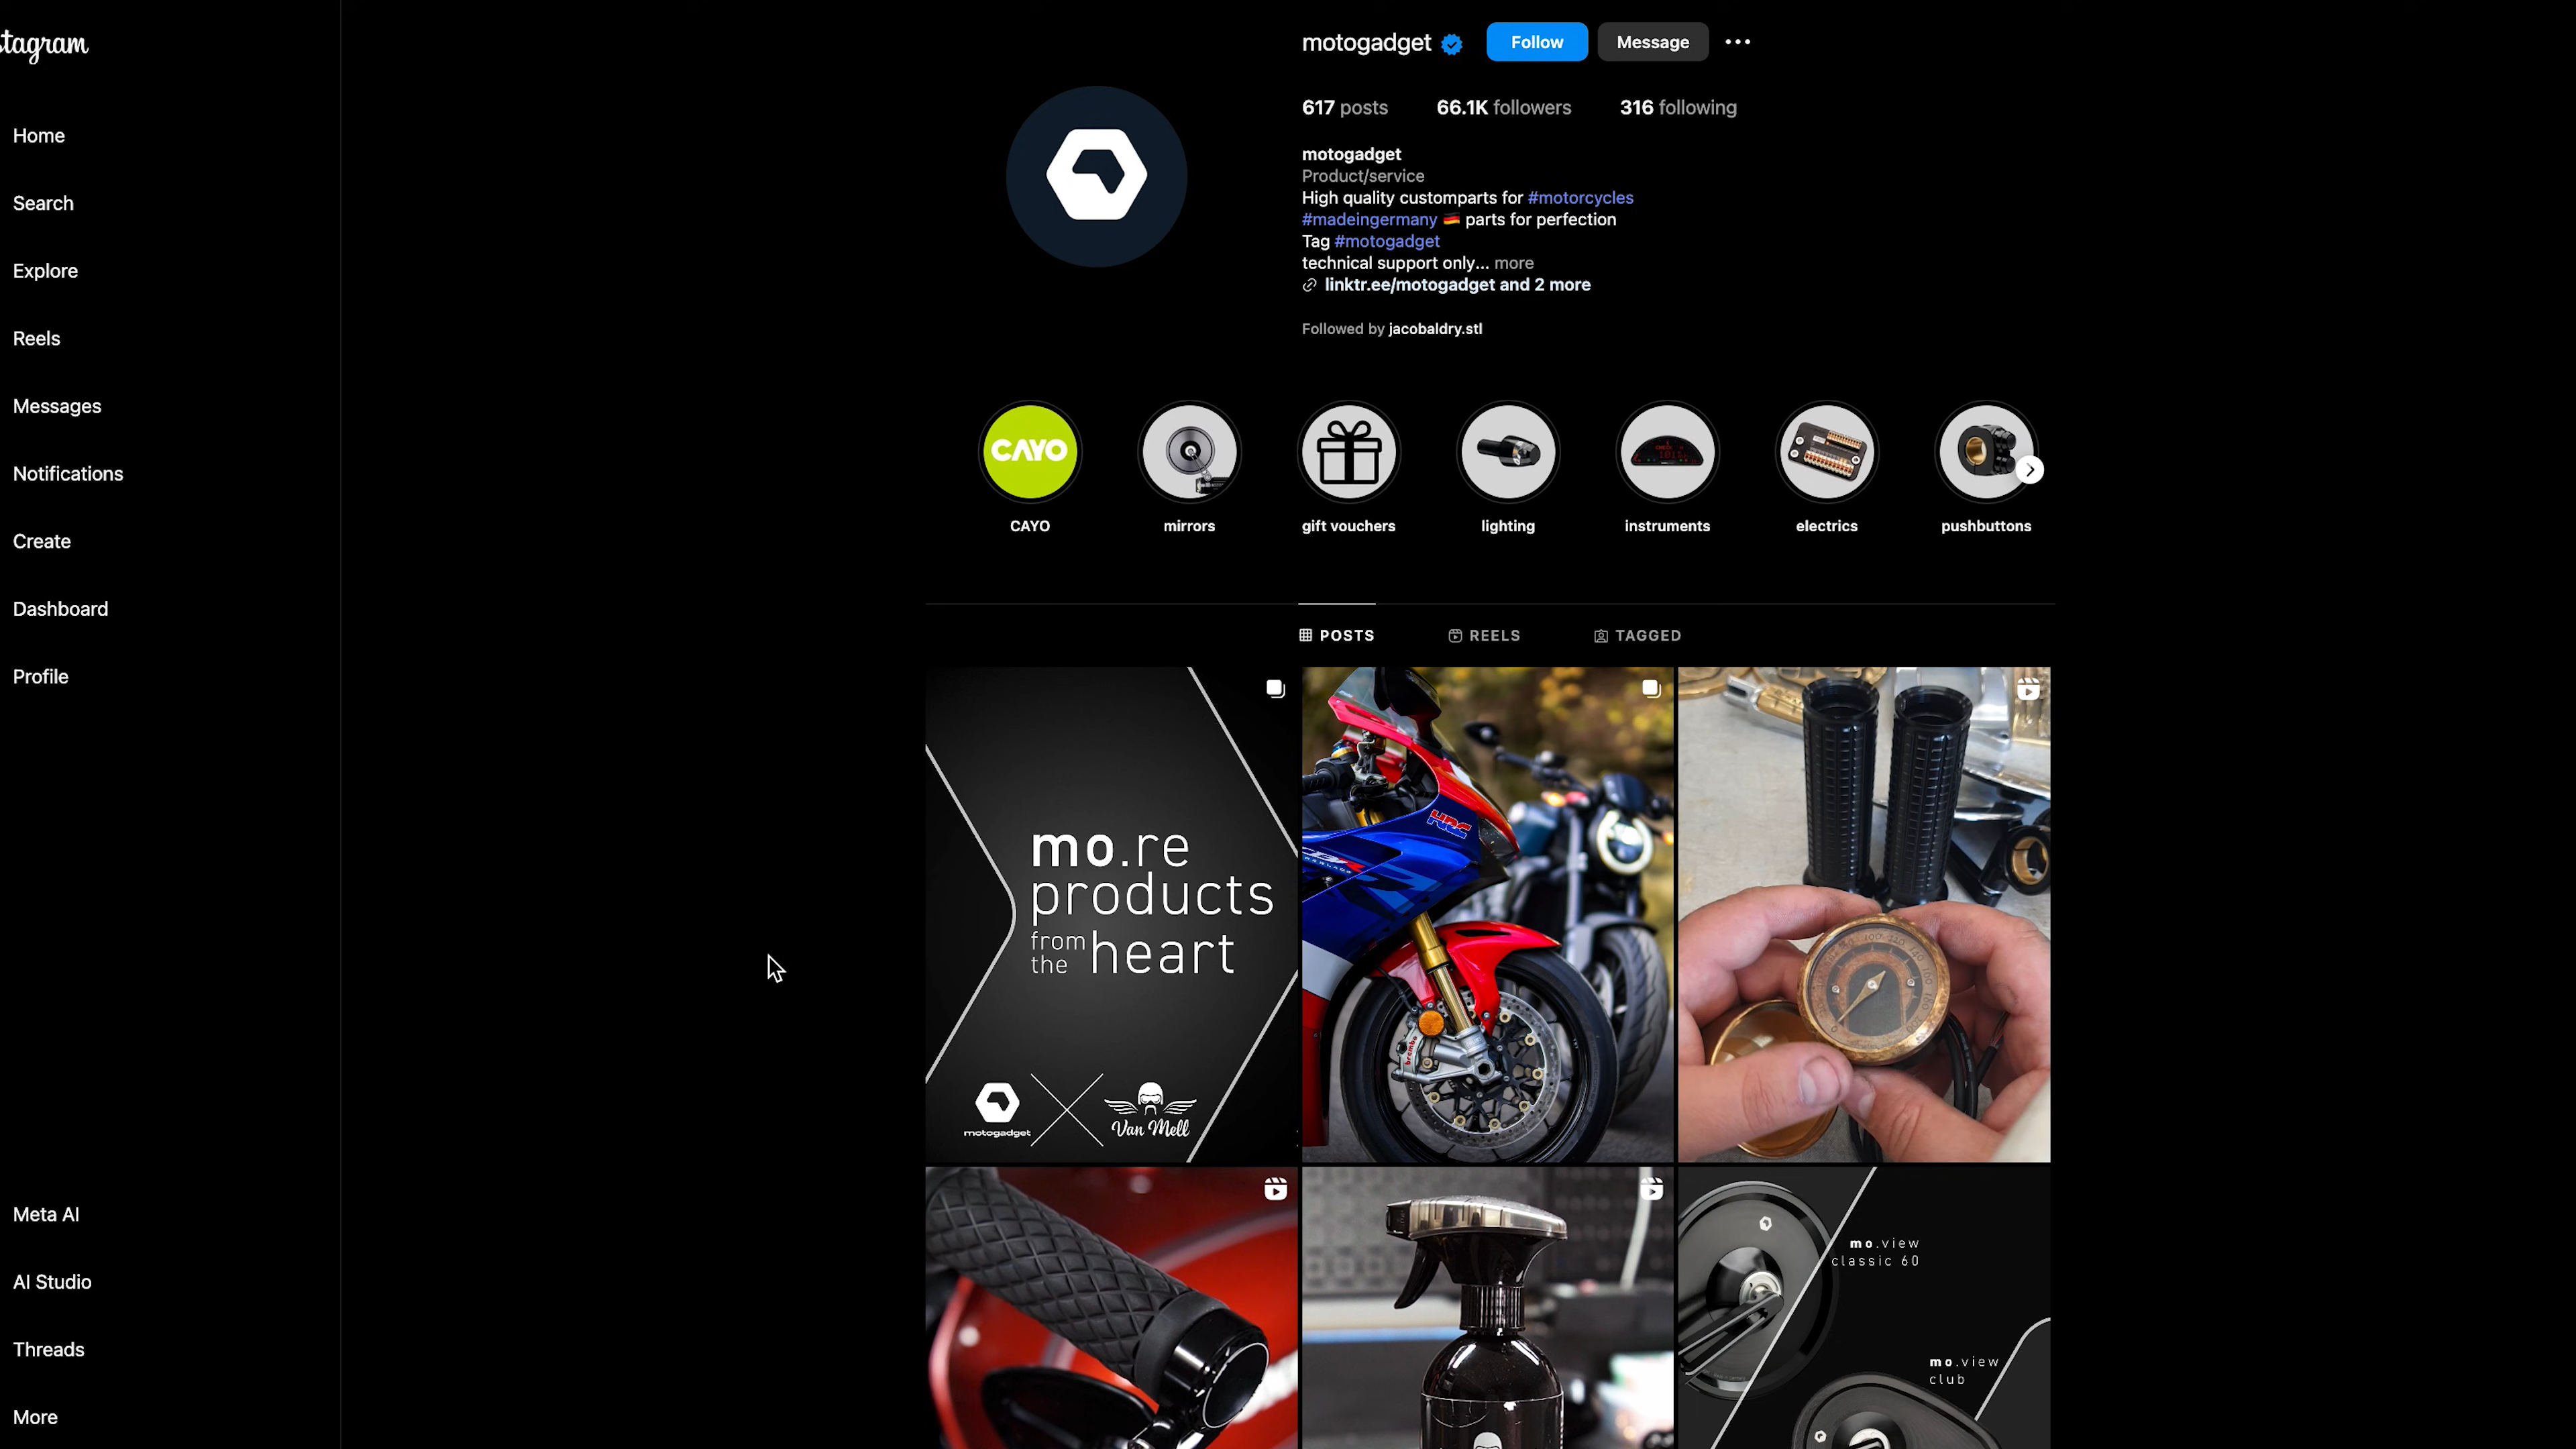 stagram
Home
Search
Explore
Reels
Messages
Notifications
Create
Dashboard
Profile
Meta AI
AI Studio
Threads
More
motogadget
Follow
Message
617 posts
66.1K followers
316 following
motogadget
Product/service
High quality customparts for #motorcycles
#madeingermany 🇩🇪 parts for perfection
Tag #motogadget
technical support only... more
linktr.ee/motogadget and 2 more
Followed by jacobaldry.stl
CAYO
CAYO
mirrors
gift vouchers
lighting
instruments
electrics
pushbuttons
POSTS
REELS
TAGGED
mo.re
products
from the heart
motogadget
Van Mell
HRC
brembo
mo.view
classic 60
mo.view
club